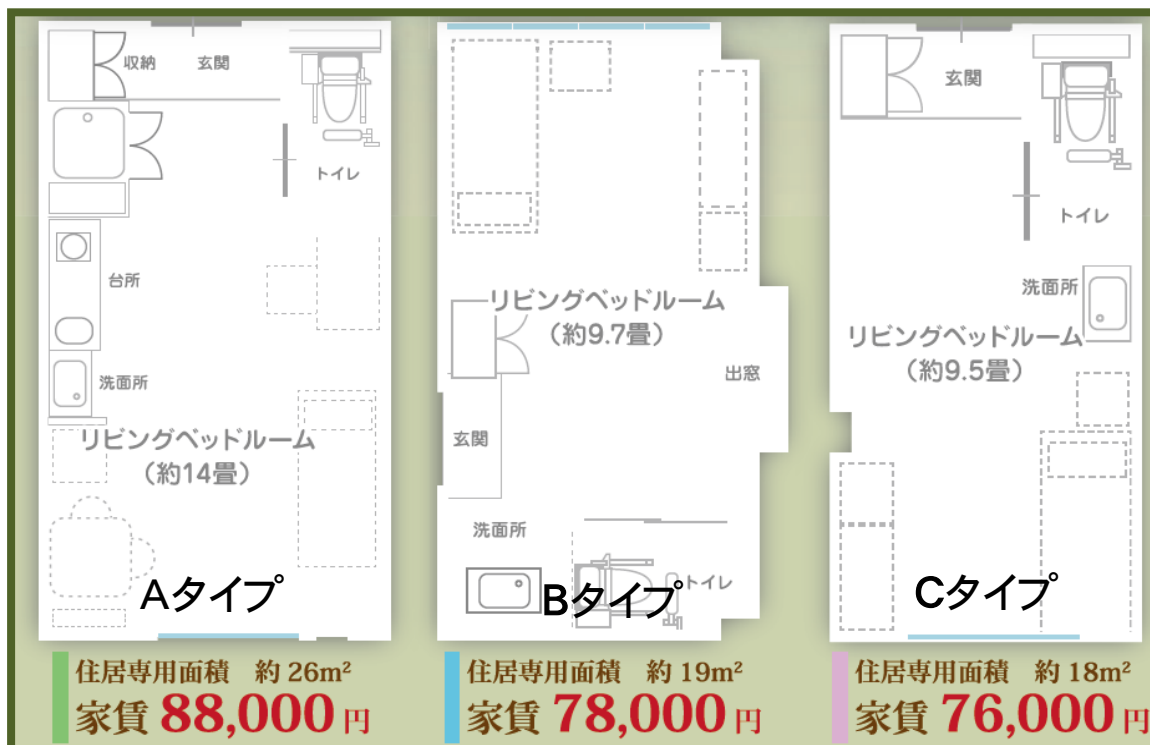 収納
玄関
トイレ
台所
洗面所
リビングベッドルーム
（約14畳）
Aタイプ
住居専用面積　約 26m²
家賃 88,000 円
リビングベッドルーム
（約9.7畳）
出窓
玄関
洗面所
トイレ
Bタイプ
住居専用面積　約 19m²
家賃 78,000 円
玄関
トイレ
洗面所
リビングベッドルーム
（約9.5畳）
Cタイプ
住居専用面積　約 18m²
家賃 76,000 円